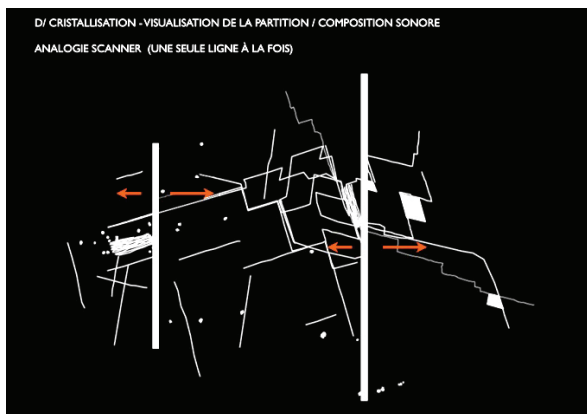 D/ CRISTALLISATION - VISUALISATION DE LA PARTITION / COMPOSITION SONORE
ANALOGIE SCANNER (UNE SEULE LIGNE À LA FOIS)